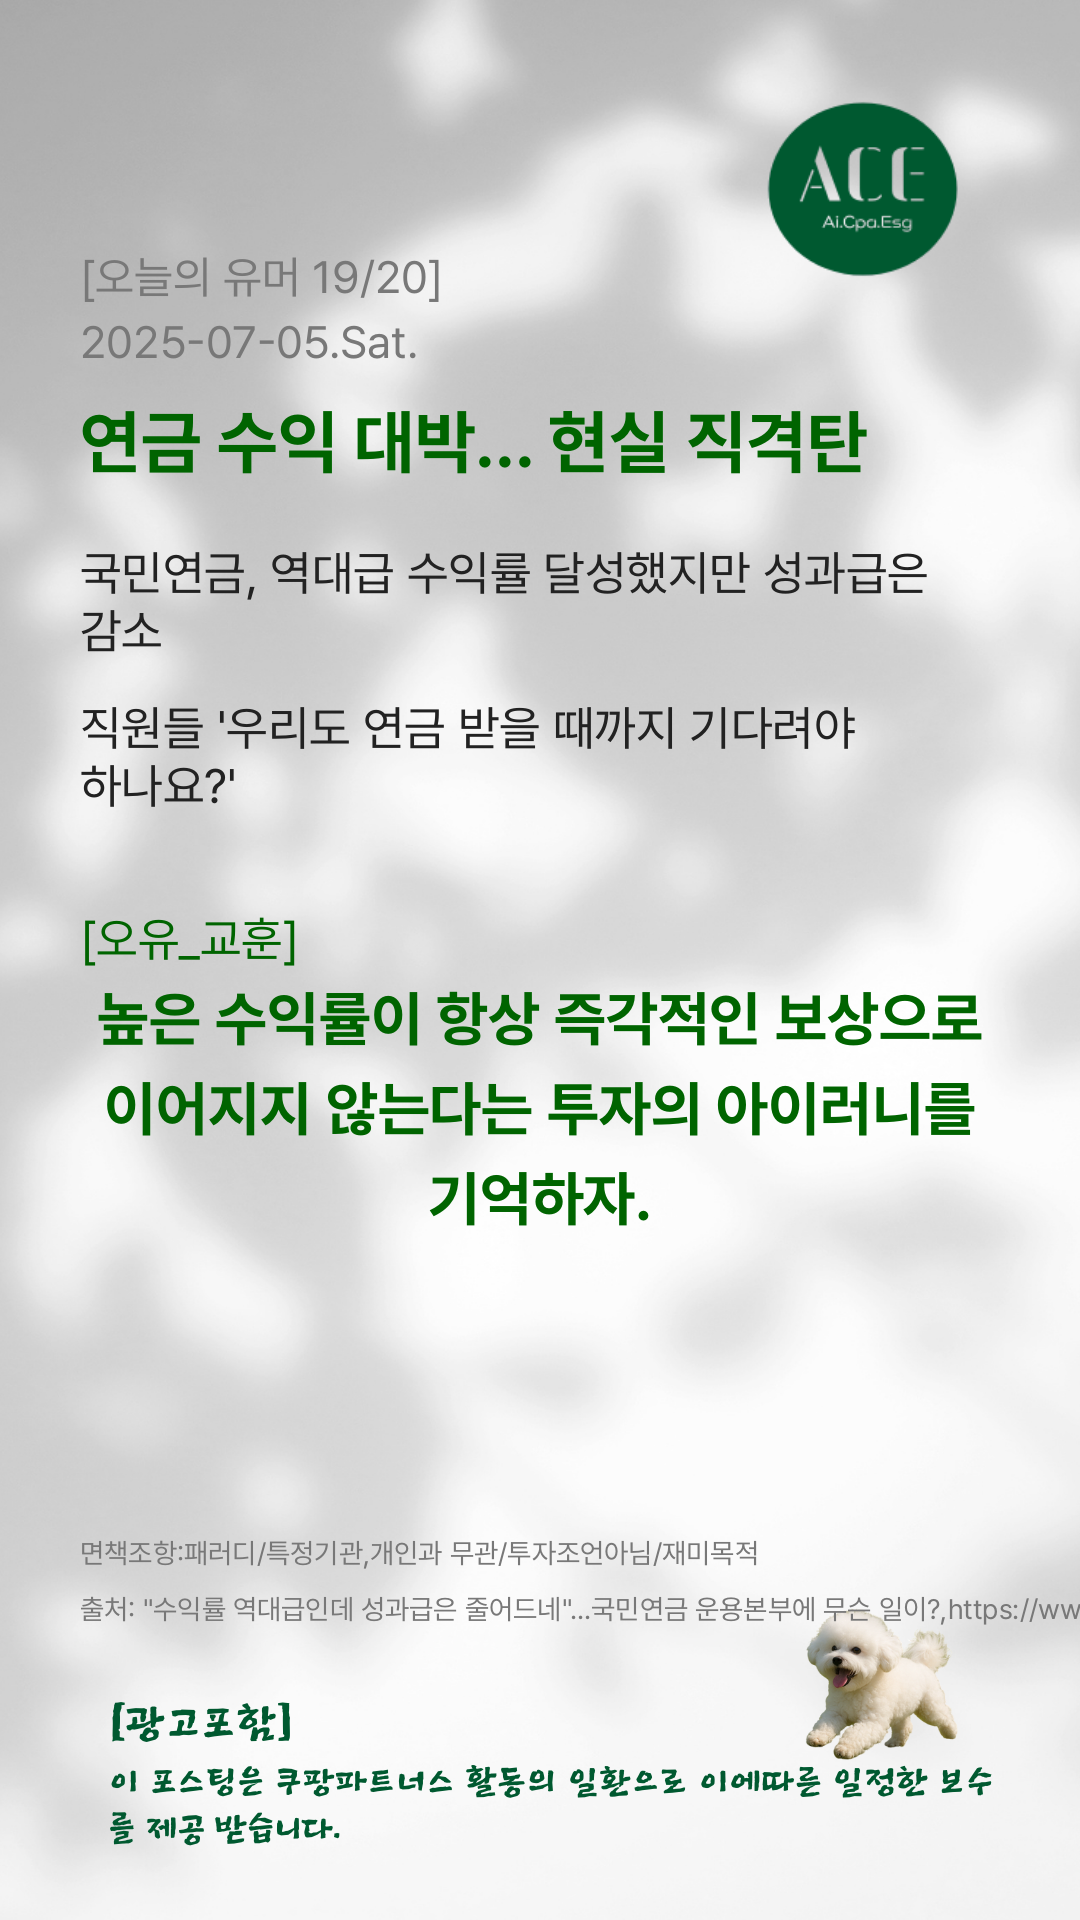 ACE
Ai.Cpa.Esg
[오늘의 유머 19/20]
2025-07-05.Sat.
연금 수익 대박... 현실 직격탄
국민연금, 역대급 수익률 달성했지만 성과급은
감소
직원들 '우리도 연금 받을 때까지 기다려야
하나요?'
[오유_교훈]
높은 수익률이 항상 즉각적인 보상으로
이어지지 않는다는 투자의 아이러니를
기억하자.
면책조항:패러디/특정기관,개인과 무관/투자조언아님/재미목적
출처: "수익률 역대급인데 성과급은 줄어드네"...국민연금 운용본부에 무슨 일이?,https://ww
[광고포함]
이 포스팅은 쿠팡파트너스 활동의 일환으로 이에따른 일정한 보수
를 제공 받습니다.